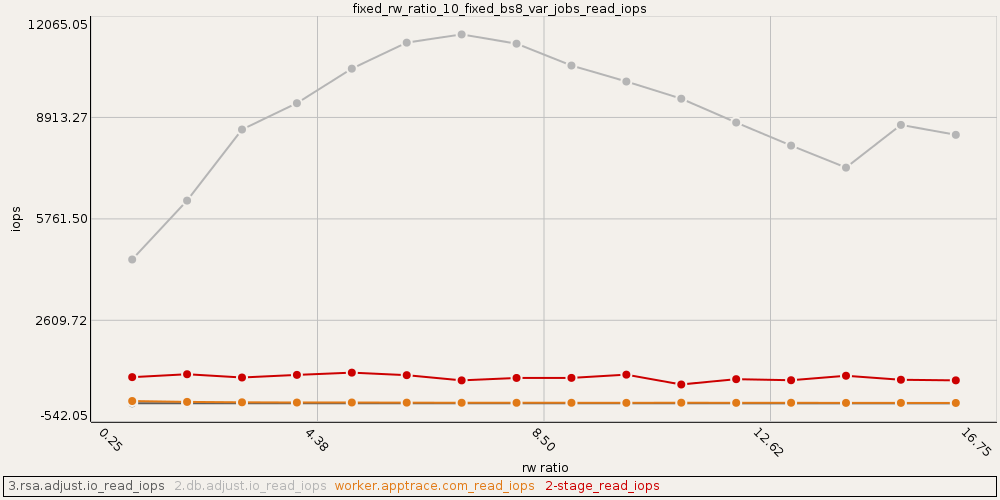 fixed_rw_ratio_10_fixed_bs8_var_jobs_read_iops
12065.05
8913.27
5761.50
2609.72
-542.05
iops
0.25 4.38 8.50 12.62 16.75
rw ratio
3.rsa.adjust.io_read_iops 2.db.adjust.io_read_iops worker.apptrace.com_read_iops 2-stage_read_iops